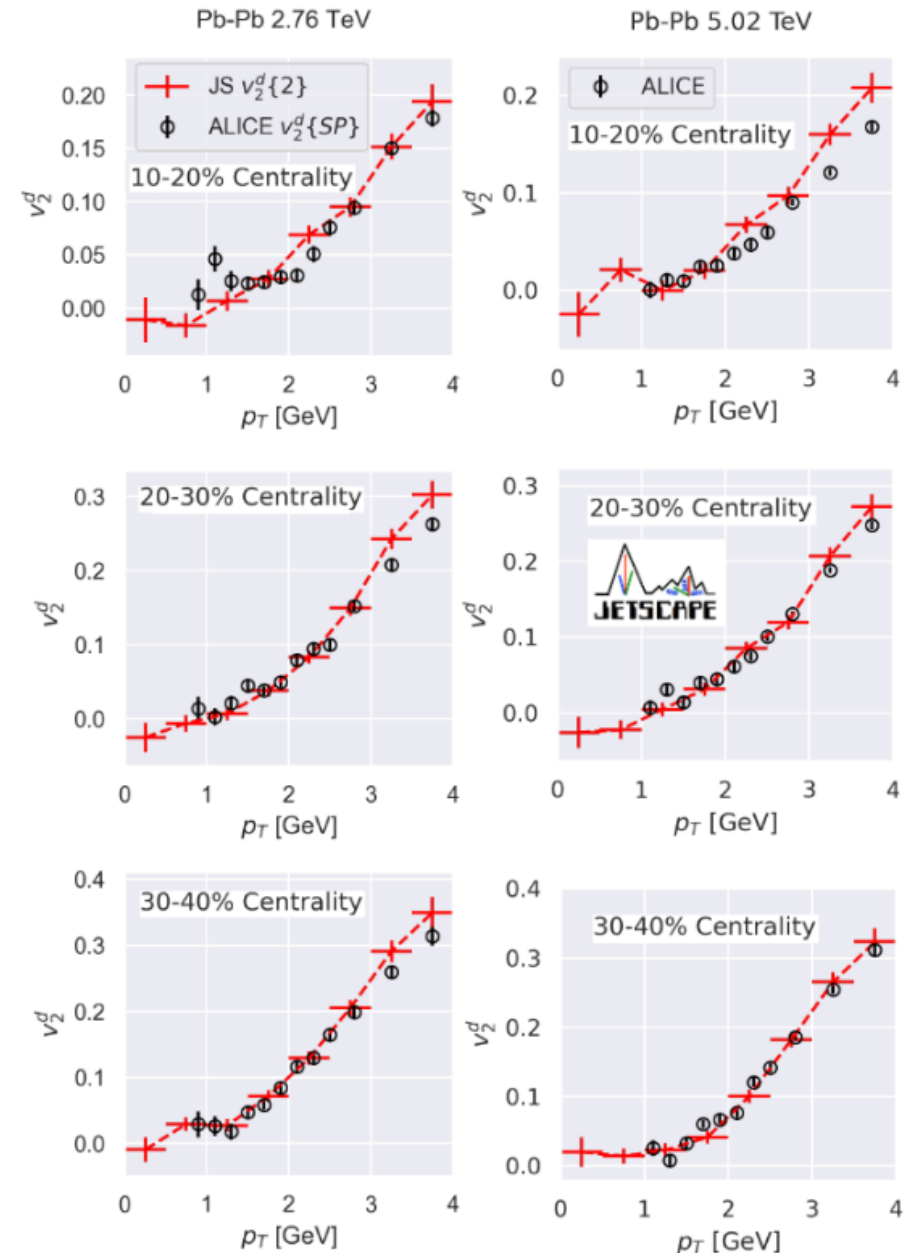 Pb-Pb 2.76 TeV
Pb-Pb 5.02 TeV
JS v₂ᵈ{2}
ALICE v₂ᵈ{SP}
10-20% Centrality
0.20
0.15
0.10
0.05
0.00
v₂ᵈ
0 1 2 3 4
p_T [GeV]
ALICE
10-20% Centrality
0.2
0.1
0.0
v₂ᵈ
0 1 2 3 4
p_T [GeV]
20-30% Centrality
0.3
0.2
0.1
0.0
v₂ᵈ
0 1 2 3 4
p_T [GeV]
20-30% Centrality
JETSCAPE
0.3
0.2
0.1
0.0
v₂ᵈ
0 1 2 3 4
p_T [GeV]
30-40% Centrality
0.4
0.3
0.2
0.1
0.0
v₂ᵈ
0 1 2 3 4
p_T [GeV]
30-40% Centrality
0.4
0.3
0.2
0.1
0.0
v₂ᵈ
0 1 2 3 4
p_T [GeV]